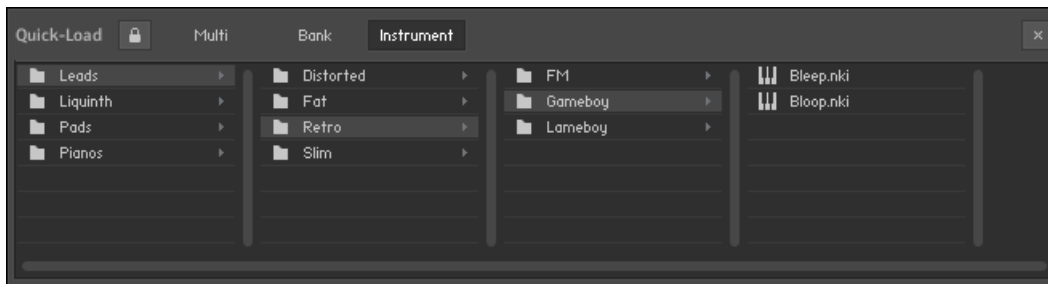 Quick-Load Multi Bank Instrument
Leads Distorted FM Bleep.nki
Liquinth Fat Gameboy Bloop.nki
Pads Retro Lameboy
Pianos Slim